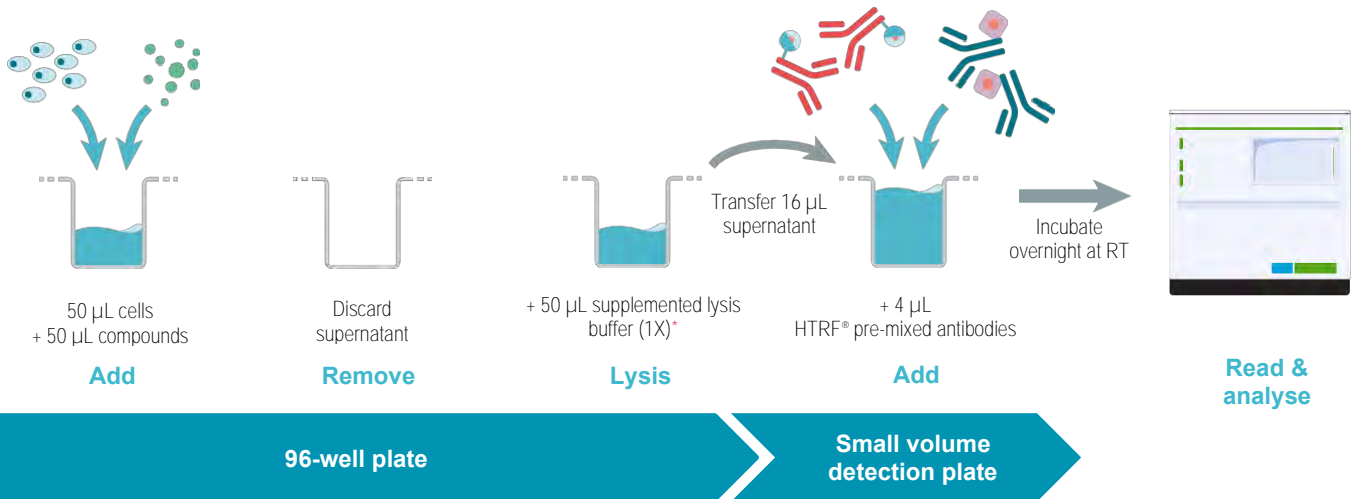 50 µL cells
+ 50 µL compounds
Add
Discard
supernatant
Remove
+ 50 µL supplemented lysis
buffer (1X)*
Lysis
Transfer 16 µL
supernatant
+ 4 µL
HTRF® pre-mixed antibodies
Add
Incubate
overnight at RT
Read &
analyse
96-well plate
Small volume
detection plate